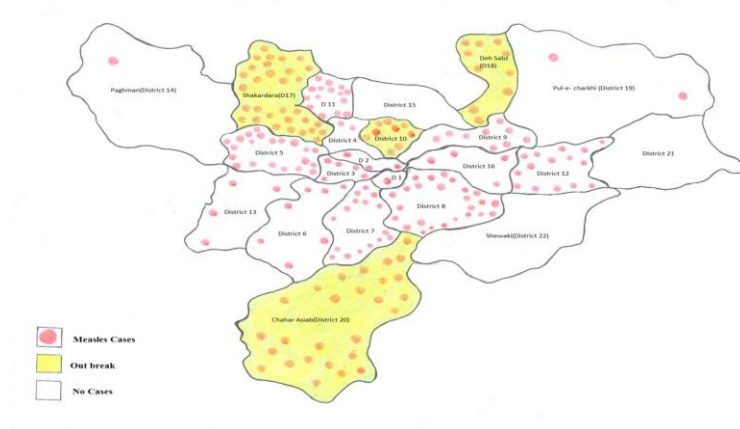 Deh Sabz
(D18)
Paghman(District 14)
Shakardara(D17)
D 11
District 15
Pul-e- charkhi (District 19)
District 4
District 10
District 9
District 5
D 2
District 3
D 1
District 16
District 12
District 21
District 13
District 6
District 7
District 8
Shewaki(District 22)
Chahar Asiab(District 20)
Measles Cases
Out break
No Cases